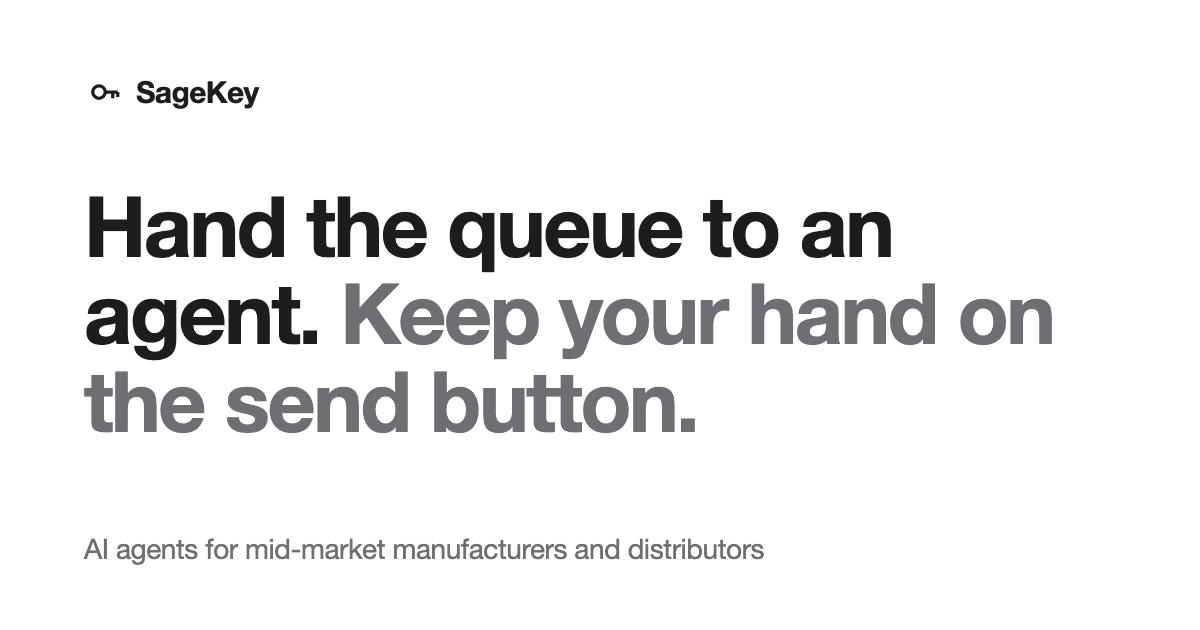 SageKey
Hand the queue to an
agent. Keep your hand on
the send button.
AI agents for mid-market manufacturers and distributors